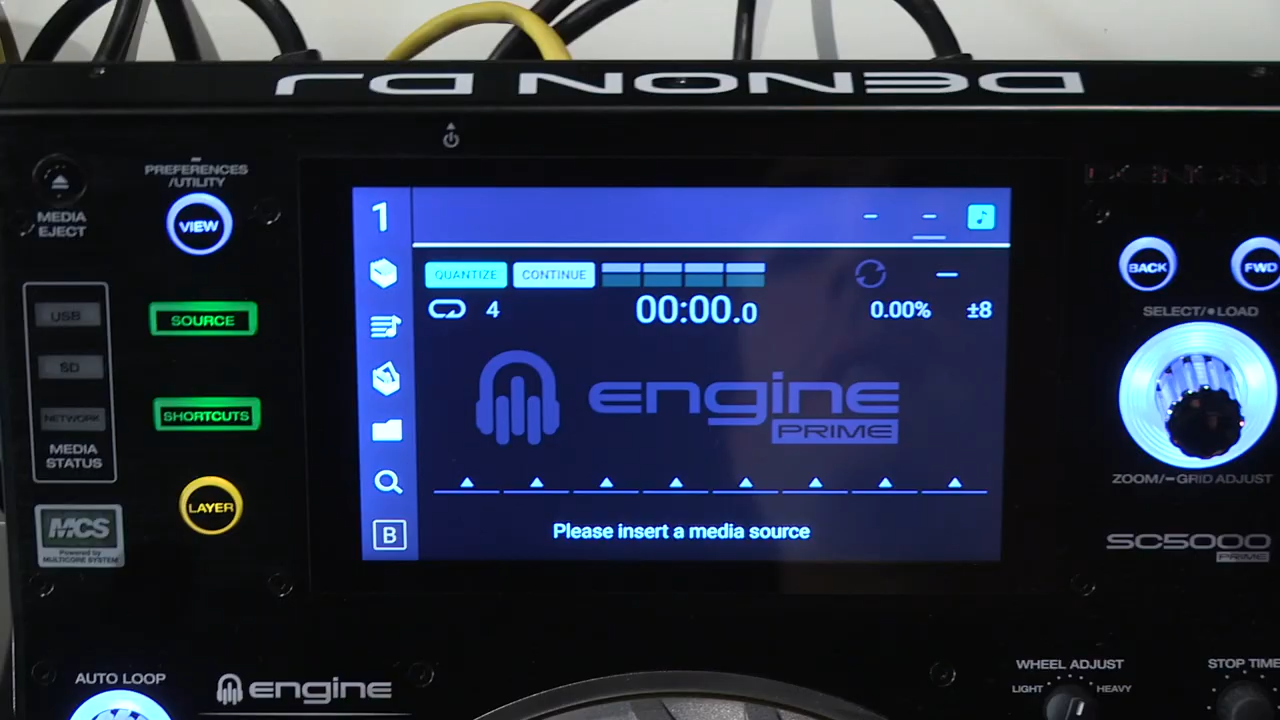 DENON DJ
MEDIA
EJECT
PREFERENCES
/UTILITY
VIEW
USB
SD
NETWORK
MEDIA
STATUS
SOURCE
SHORTCUTS
LAYER
MCS
Powered by
MULTICORE SYSTEM
1
QUANTIZE
CONTINUE
4
00:00.0
0.00%
±8
engine
PRIME
Please insert a media source
B
DENON
BACK
FWD
SELECT/•LOAD
ZOOM/–GRID ADJUST
SC5000
PRIME
AUTO LOOP
engine
WHEEL ADJUST
LIGHT
HEAVY
STOP TIME